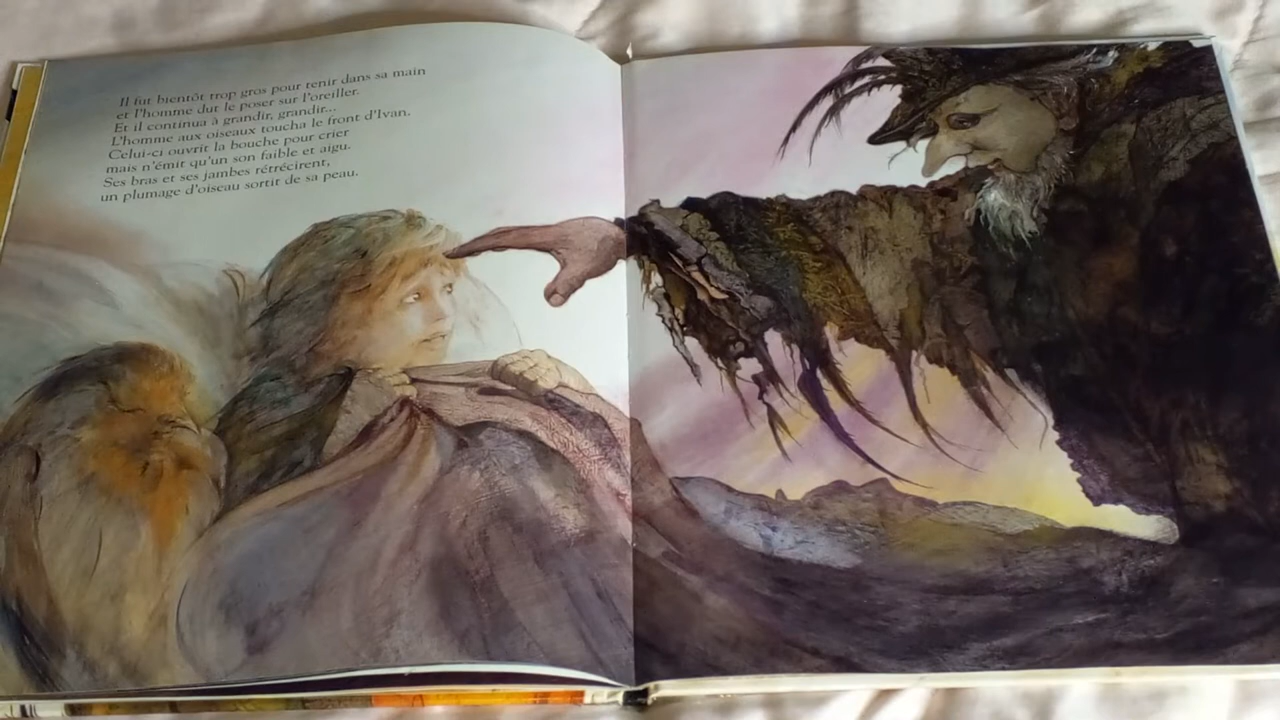 Il fut bientôt trop gros pour tenir dans sa main
et l'homme dut le poser sur l'oreiller.
Et il continua à grandir, grandir...
L'homme aux oiseaux toucha le front d'Ivan.
Celui-ci ouvrit la bouche pour crier
mais n'émit qu'un son faible et aigu.
Ses bras et ses jambes rétrécirent,
un plumage d'oiseau sortit de sa peau.